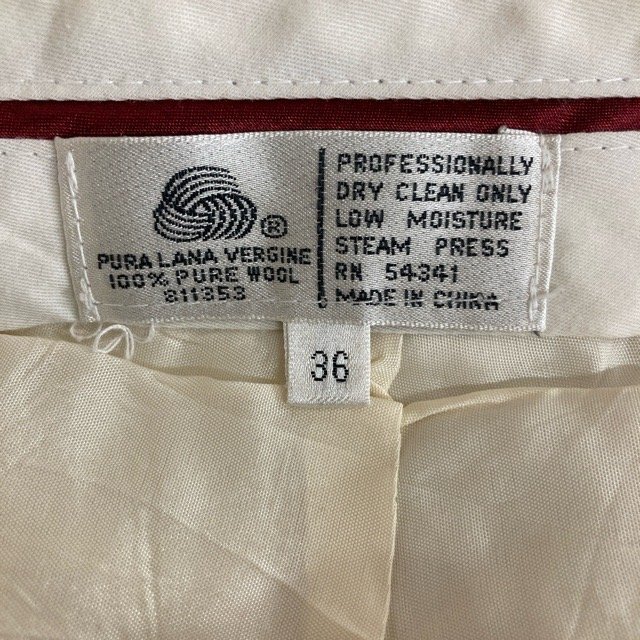 ®
PURA LANA VERGINE
100% PURE WOOL
211353
PROFESSIONALLY
DRY CLEAN ONLY
LOW MOISTURE
STEAM PRESS
RN 54341
MADE IN CHINA
36